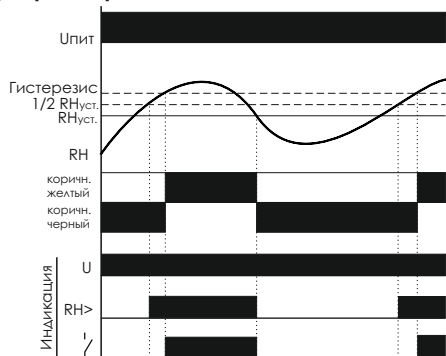 Uпит
Гистерезис
1/2 RHуст.
RHуст.
RH
коричн.
желтый
коричн.
черный
Индикация
U
RH>